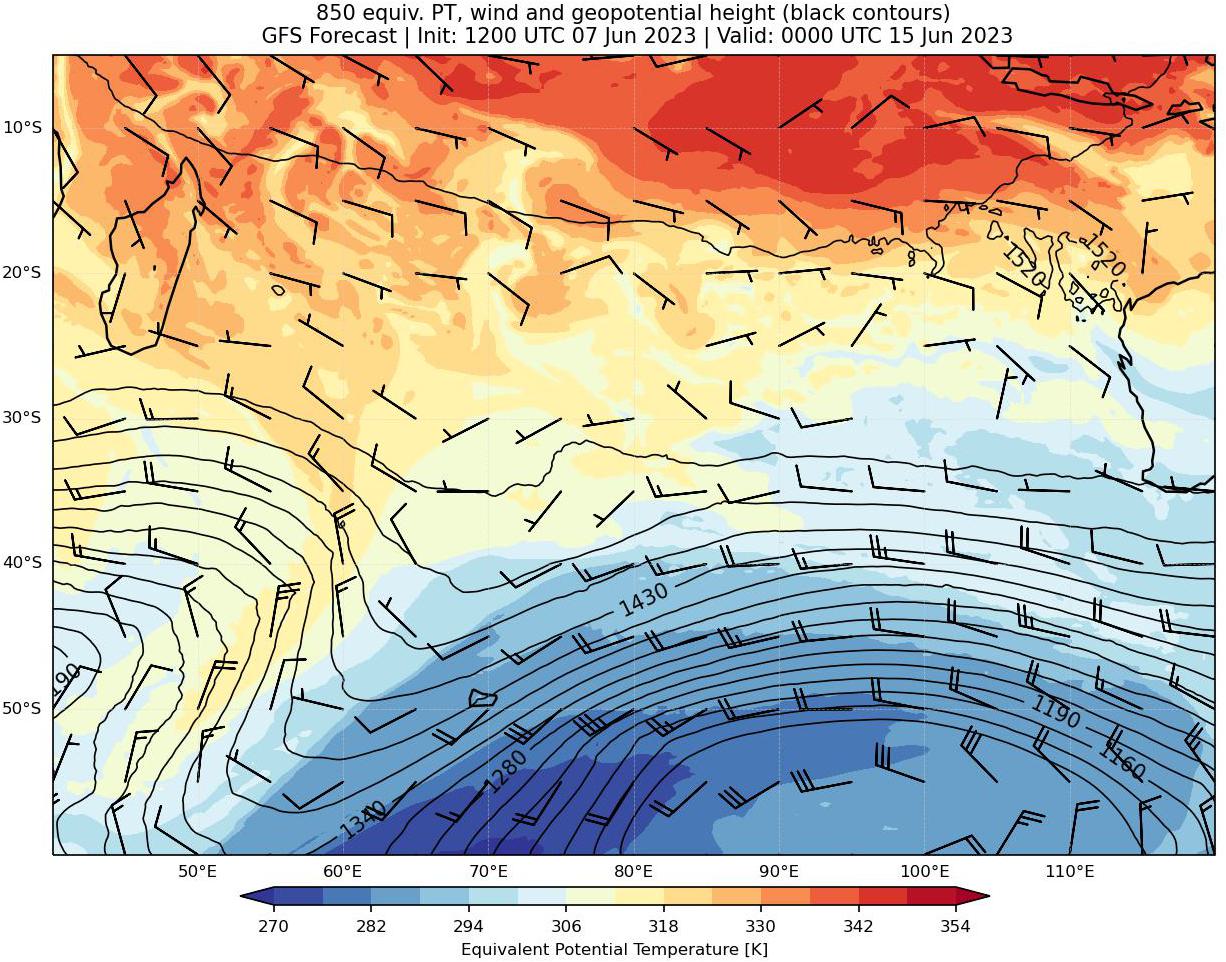 850 equiv. PT, wind and geopotential height (black contours)
GFS Forecast | Init: 1200 UTC 07 Jun 2023 | Valid: 0000 UTC 15 Jun 2023
10°S
20°S
30°S
40°S
50°S
1520
1520
1430
190
1190
1160
1280
1340
50°E
60°E
70°E
80°E
90°E
100°E
110°E
270
282
294
306
318
330
342
354
Equivalent Potential Temperature [K]